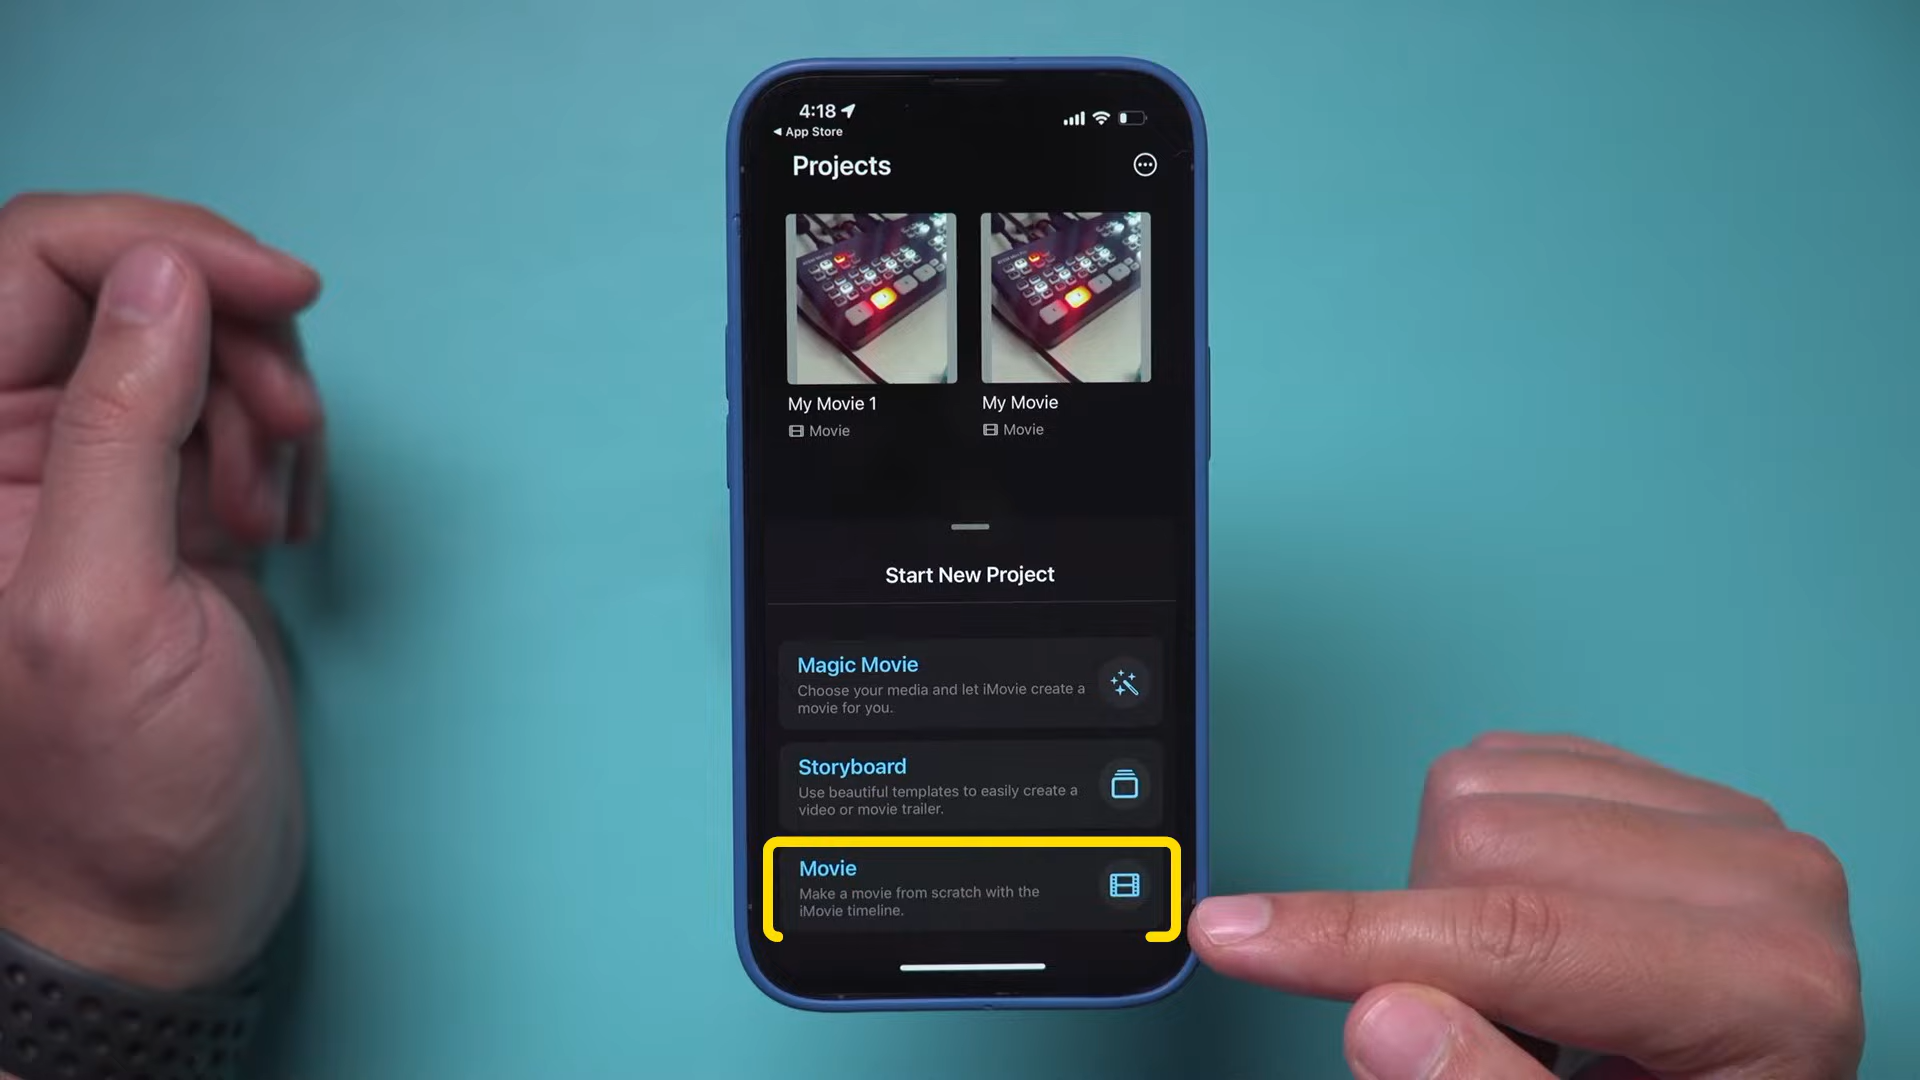 4:18
App Store
Projects
My Movie 1
My Movie
Movie
Movie
Start New Project
Magic Movie
Choose your media and let iMovie create a
movie for you.
Storyboard
Use beautiful templates to easily create a
video or movie trailer.
Movie
Make a movie from scratch with the
iMovie timeline.